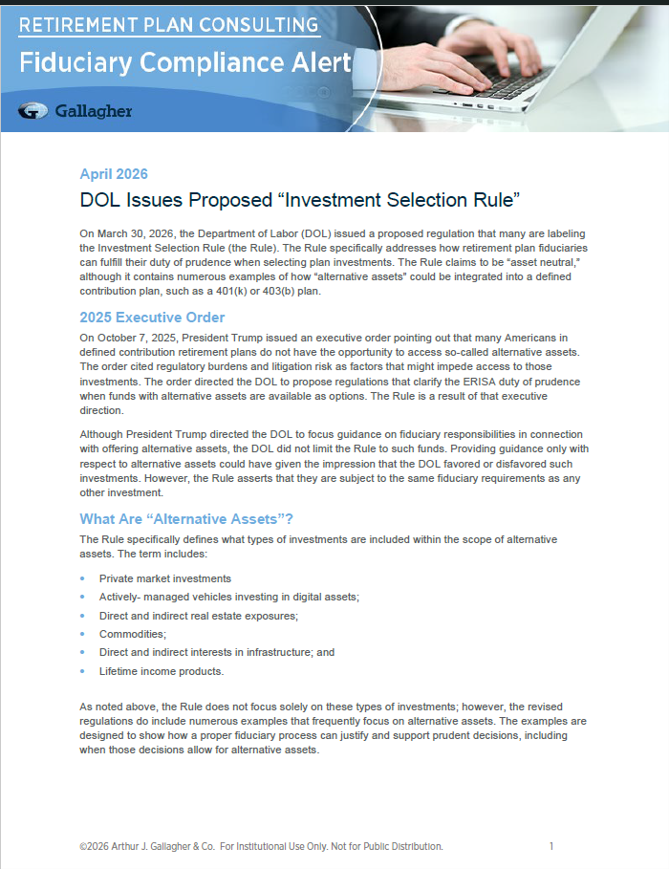 RETIREMENT PLAN CONSULTING
Fiduciary Compliance Alert
Gallagher
April 2026
DOL Issues Proposed “Investment Selection Rule”
On March 30, 2026, the Department of Labor (DOL) issued a proposed regulation that many are labeling
the Investment Selection Rule (the Rule). The Rule specifically addresses how retirement plan fiduciaries
can fulfill their duty of prudence when selecting plan investments. The Rule claims to be “asset neutral,”
although it contains numerous examples of how “alternative assets” could be integrated into a defined
contribution plan, such as a 401(k) or 403(b) plan.
2025 Executive Order
On October 7, 2025, President Trump issued an executive order pointing out that many Americans in
defined contribution retirement plans do not have the opportunity to access so-called alternative assets.
The order cited regulatory burdens and litigation risk as factors that might impede access to those
investments. The order directed the DOL to propose regulations that clarify the ERISA duty of prudence
when funds with alternative assets are available as options. The Rule is a result of that executive
direction.
Although President Trump directed the DOL to focus guidance on fiduciary responsibilities in connection
with offering alternative assets, the DOL did not limit the Rule to such funds. Providing guidance only with
respect to alternative assets could have given the impression that the DOL favored or disfavored such
investments. However, the Rule asserts that they are subject to the same fiduciary requirements as any
other investment.
What Are “Alternative Assets”?
The Rule specifically defines what types of investments are included within the scope of alternative
assets. The term includes:
• Private market investments
• Actively- managed vehicles investing in digital assets;
• Direct and indirect real estate exposures;
• Commodities;
• Direct and indirect interests in infrastructure; and
• Lifetime income products.
As noted above, the Rule does not focus solely on these types of investments; however, the revised
regulations do include numerous examples that frequently focus on alternative assets. The examples are
designed to show how a proper fiduciary process can justify and support prudent decisions, including
when those decisions allow for alternative assets.
©2026 Arthur J. Gallagher & Co. For Institutional Use Only. Not for Public Distribution. 1